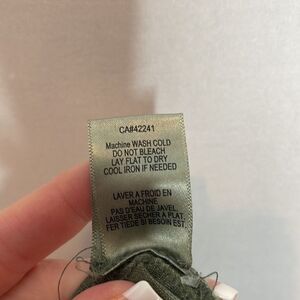 CA#42241
Machine WASH COLD
DO NOT BLEACH
LAY FLAT TO DRY
COOL IRON IF NEEDED
LAVER A FROID EN
MACHINE
PAS D'EAU DE JAVEL.
LAISSER SECHER A PLAT.
FER TIEDE SI BESOIN EST.